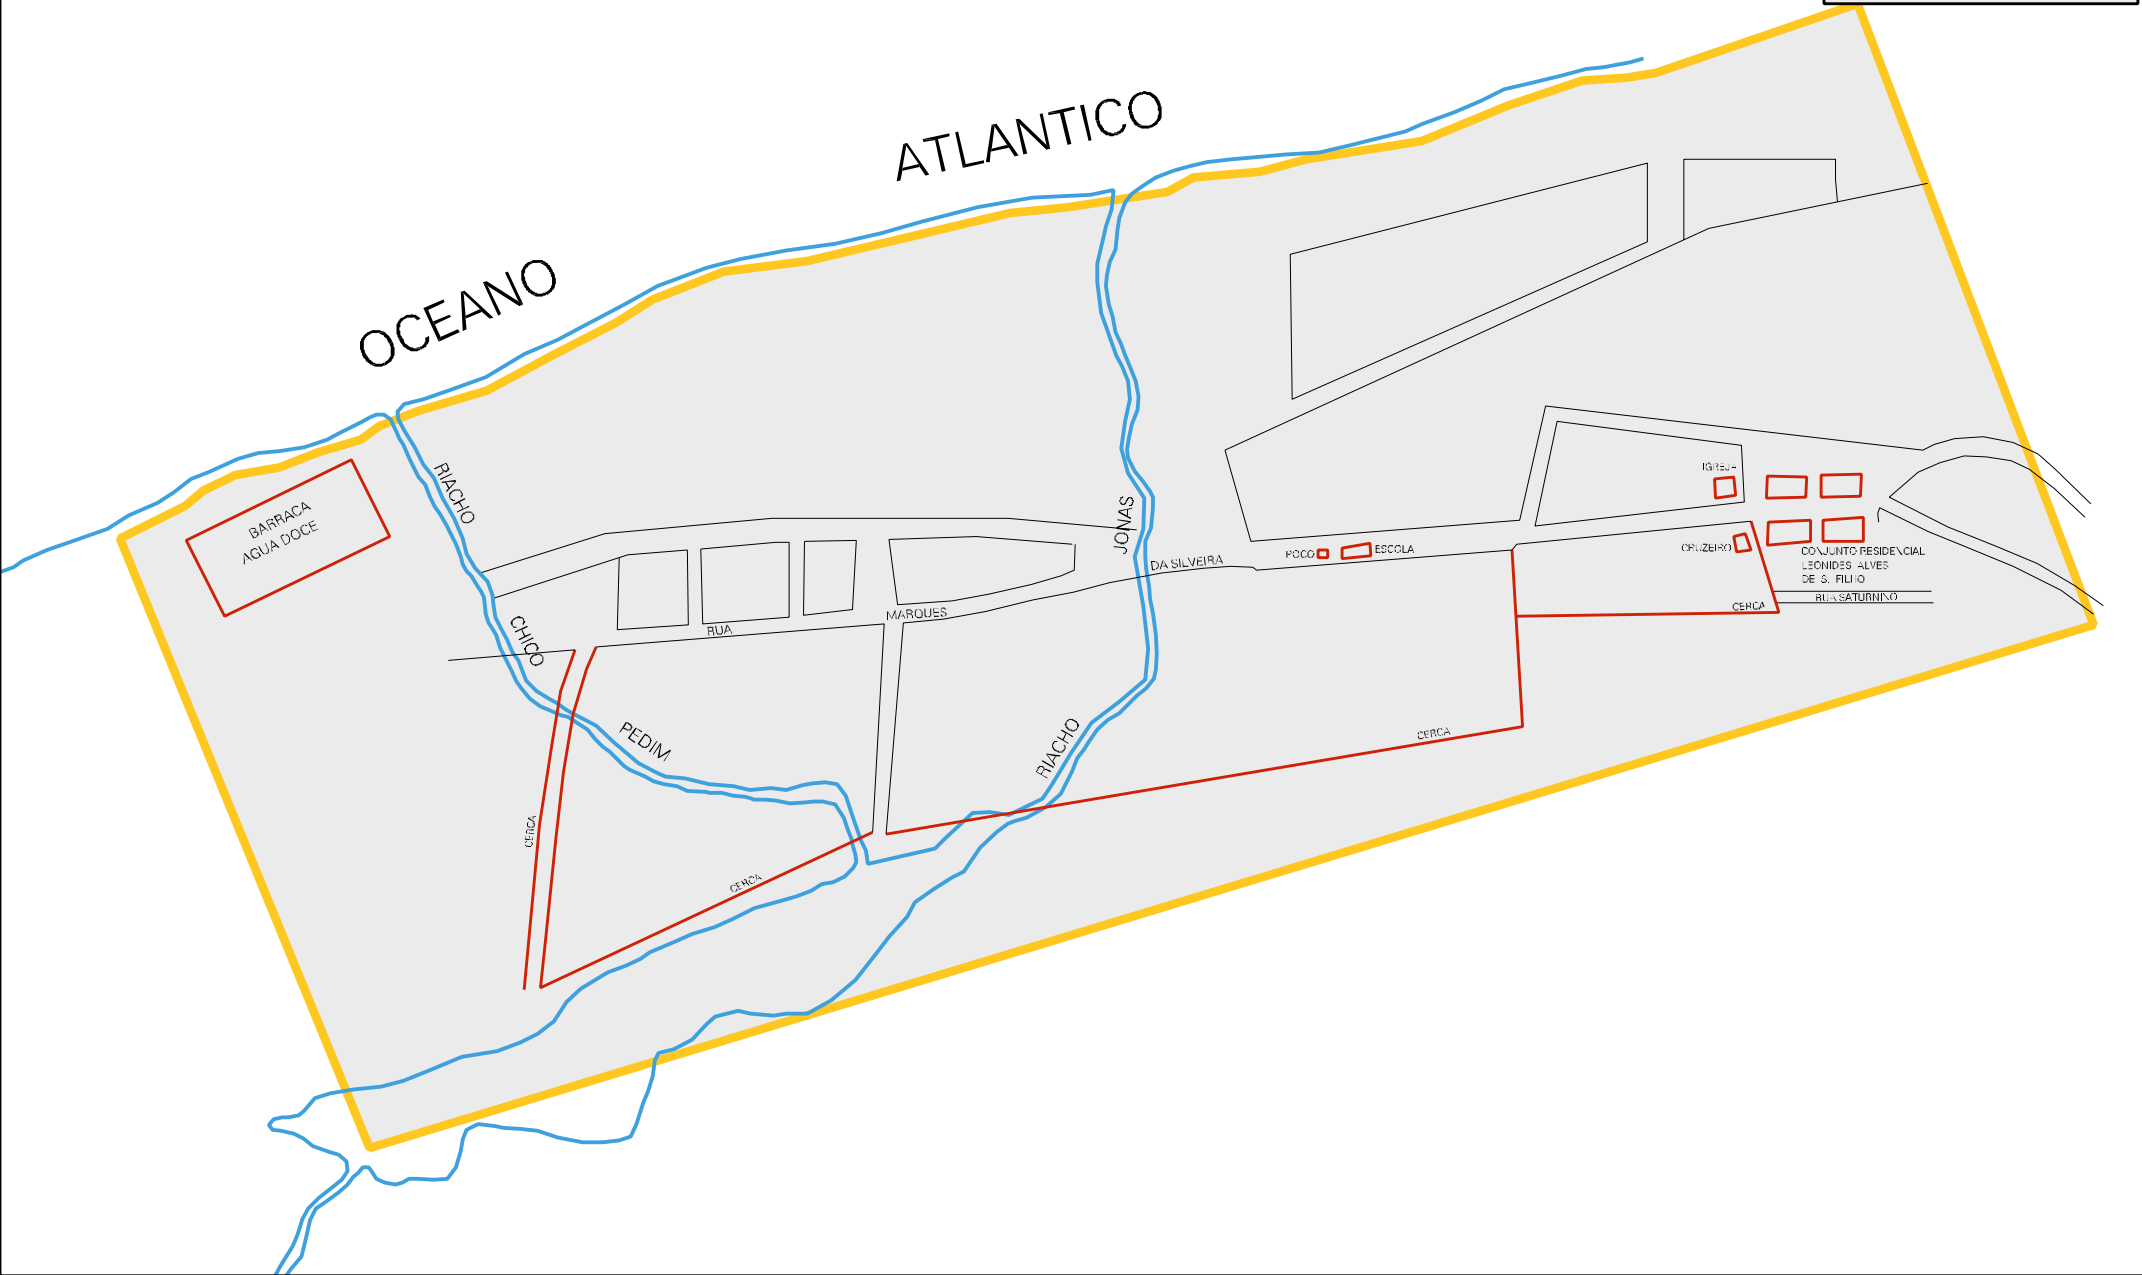 ATLANTICO
OCEANO
BARRACA
AGUA DOCE
RIACHO
CHICO
PEDIM
JONAS
RIACHO
RUA
MARQUES
DA SILVEIRA
POCO
ESCOLA
IGREJA
CRUZEIRO
CONJUNTO RESIDENCIAL
LEONIDES ALVES
DE S. FILHO
RUA SATURNINO
CERCA
CERCA
CERCA
CERCA